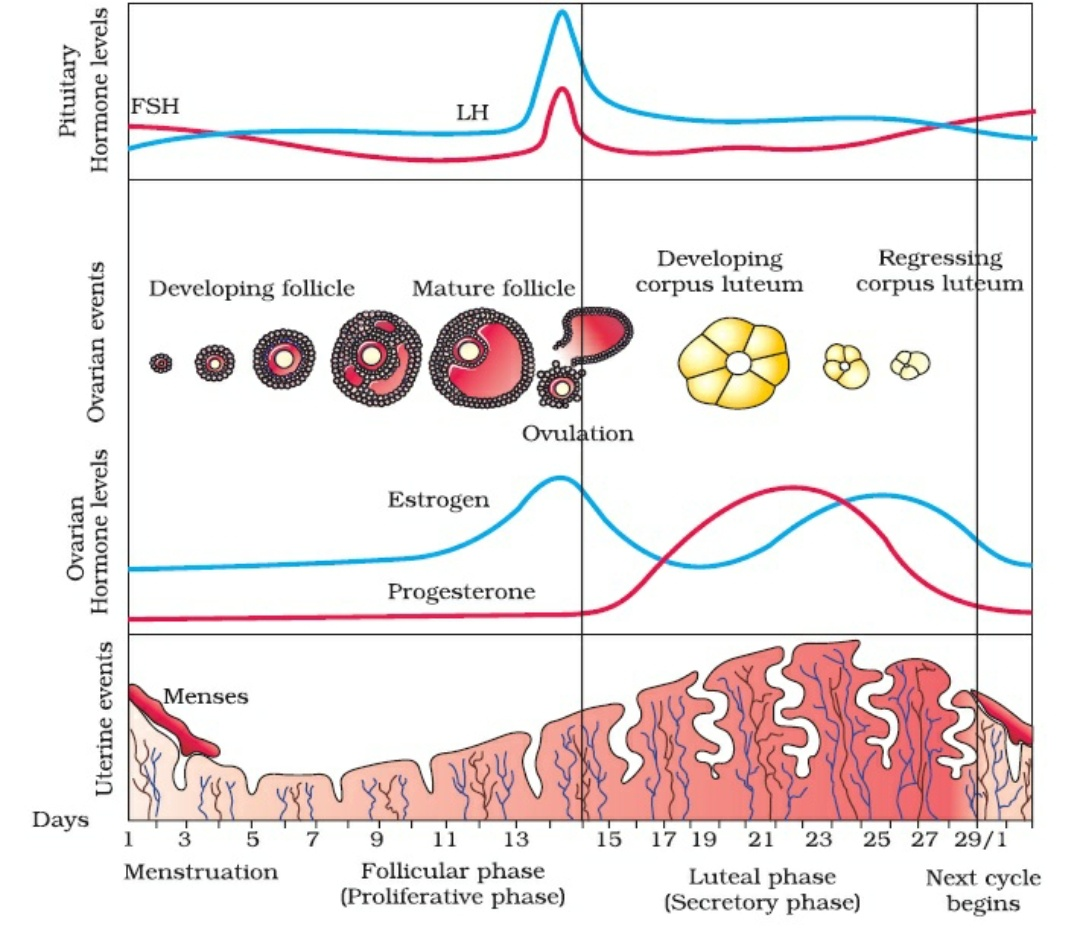 Pituitary
Hormone levels
FSH
LH
Ovarian events
Developing follicle
Mature follicle
Developing
corpus luteum
Regressing
corpus luteum
Ovulation
Ovarian
Hormone levels
Estrogen
Progesterone
Uterine events
Menses
Days
1 3 5 7 9 11 13 15 17 19 21 23 25 27 29/1
Menstruation
Follicular phase
(Proliferative phase)
Luteal phase
(Secretory phase)
Next cycle
begins